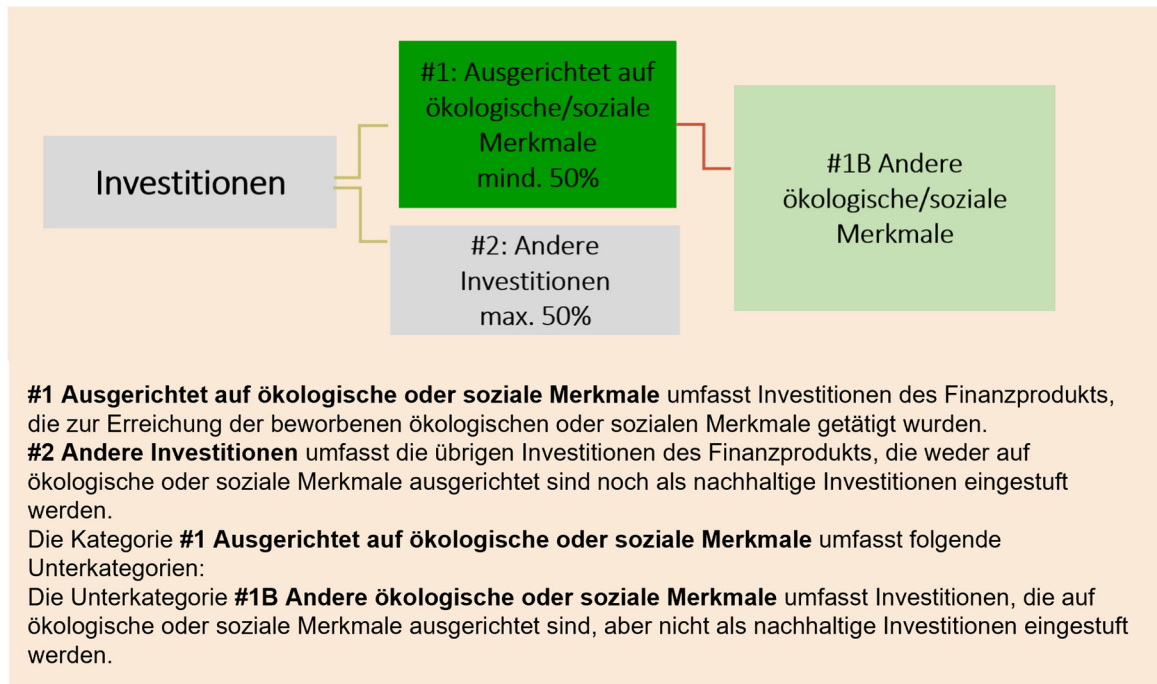 Investitionen
#1: Ausgerichtet auf
ökologische/soziale
Merkmale
mind. 50%
#2: Andere
Investitionen
max. 50%
#1B Andere
ökologische/soziale
Merkmale
#1 Ausgerichtet auf ökologische oder soziale Merkmale umfasst Investitionen des Finanzprodukts,
die zur Erreichung der beworbenen ökologischen oder sozialen Merkmale getätigt wurden.
#2 Andere Investitionen umfasst die übrigen Investitionen des Finanzprodukts, die weder auf
ökologische oder soziale Merkmale ausgerichtet sind noch als nachhaltige Investitionen eingestuft
werden.
Die Kategorie #1 Ausgerichtet auf ökologische oder soziale Merkmale umfasst folgende
Unterkategorien:
Die Unterkategorie #1B Andere ökologische oder soziale Merkmale umfasst Investitionen, die auf
ökologische oder soziale Merkmale ausgerichtet sind, aber nicht als nachhaltige Investitionen eingestuft
werden.